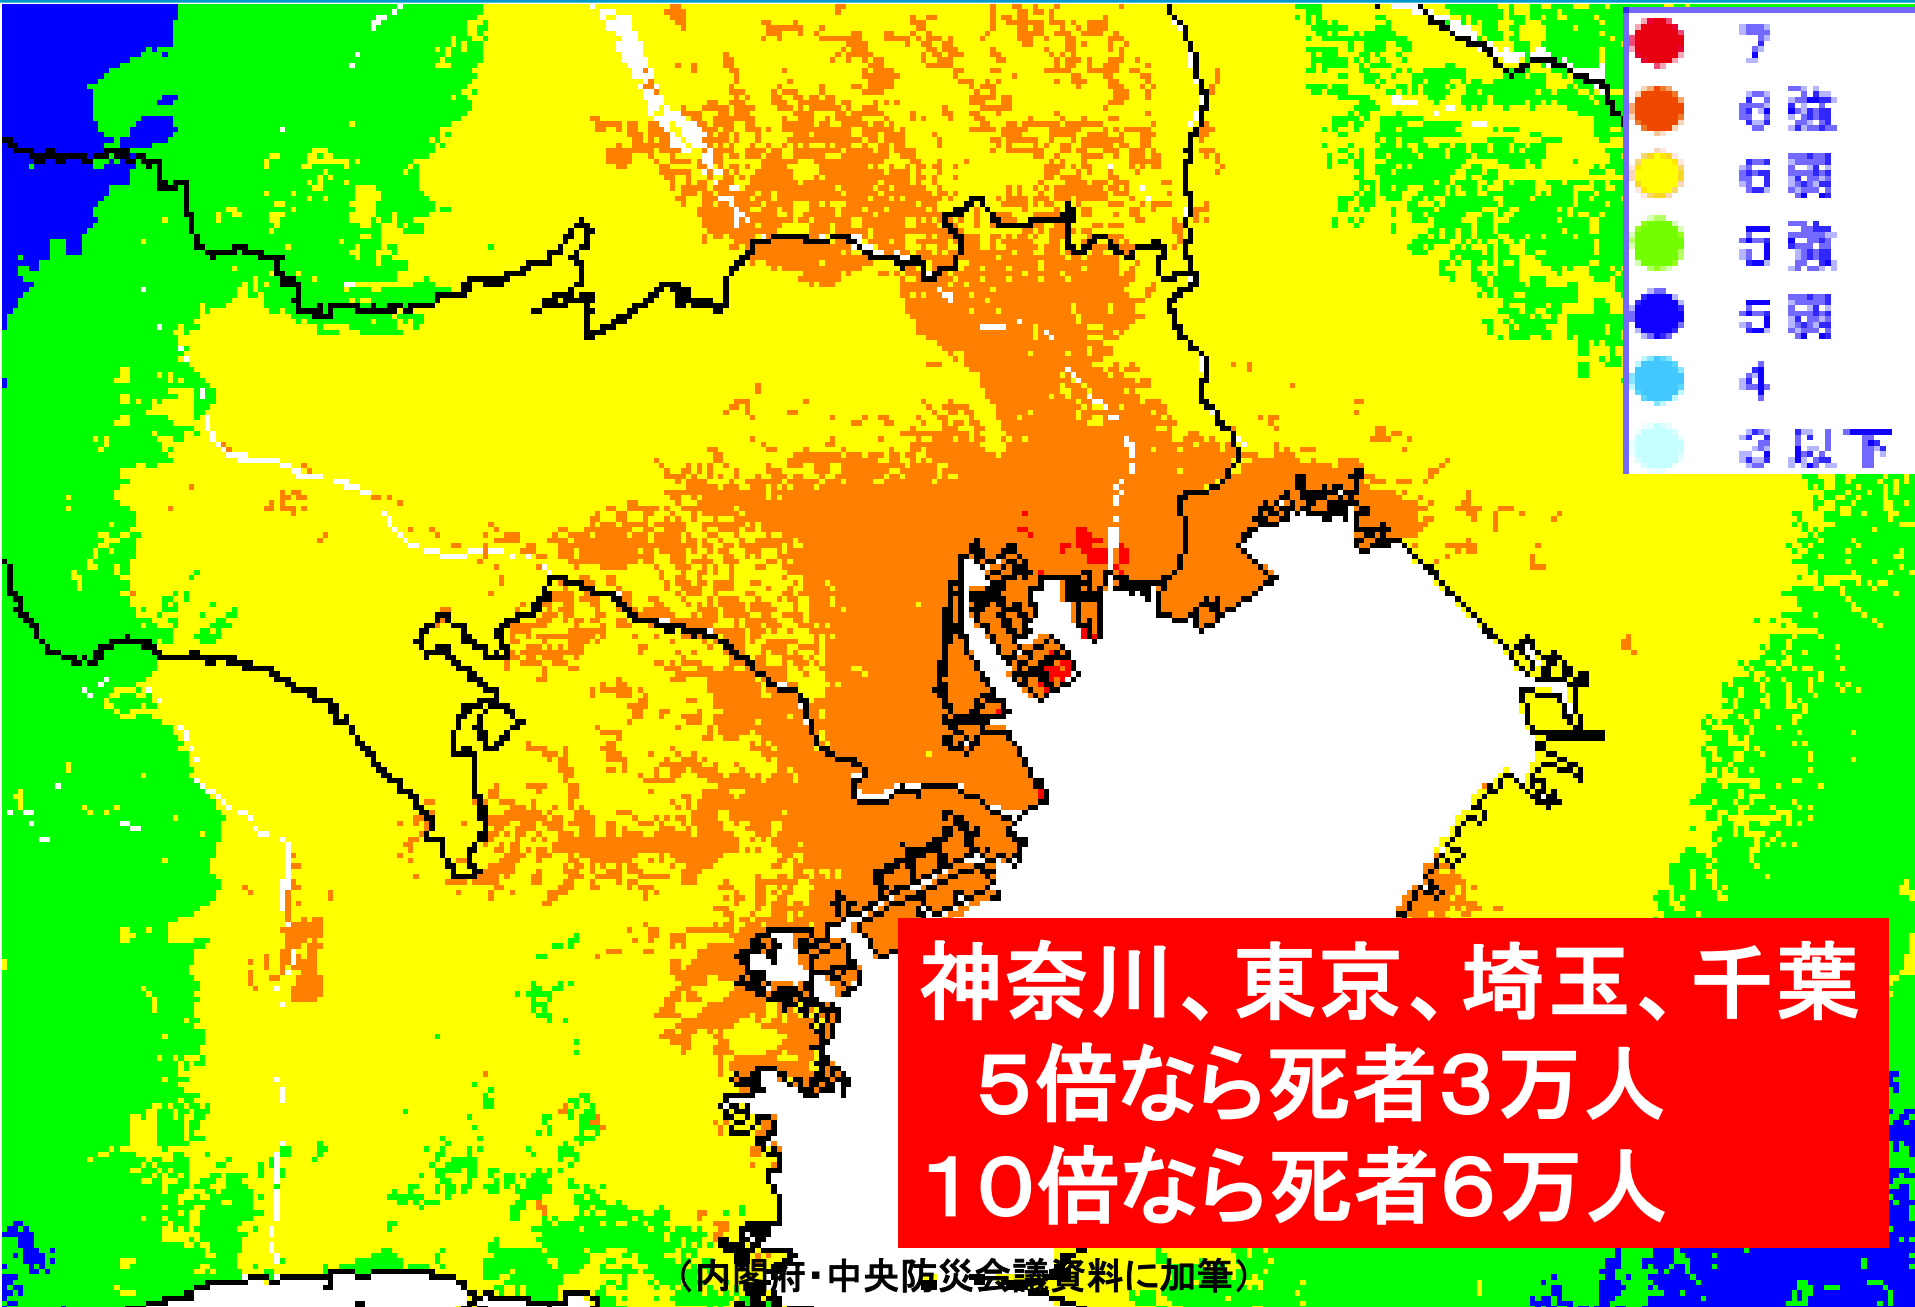 7
6強
6弱
5強
5弱
4
3以下
神奈川、東京、埼玉、千葉
5倍なら死者3万人
10倍なら死者6万人
(内閣府・中央防災会議資料に加筆)